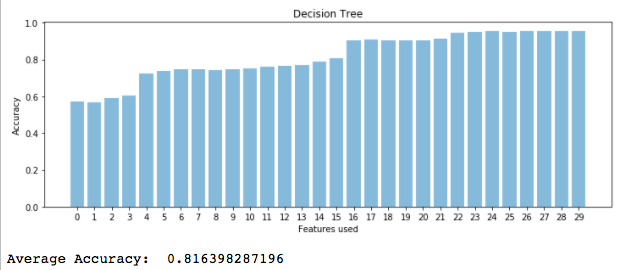 Decision Tree
1.0
0.8
0.6
0.4
0.2
0.0
Accuracy
0 1 2 3 4 5 6 7 8 9 10 11 12 13 14 15 16 17 18 19 20 21 22 23 24 25 26 27 28 29
Features used
Average Accuracy:  0.816398287196